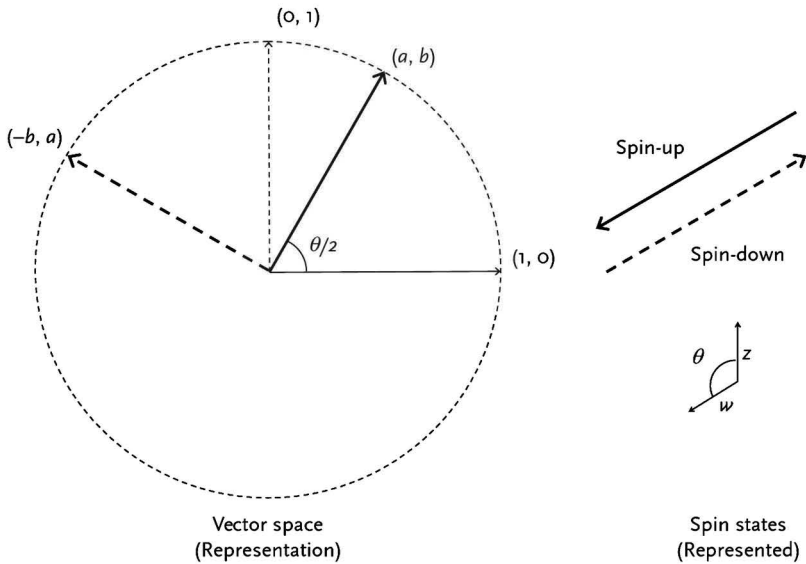 (0, 1)
(a, b)
(–b, a)
θ/2
(1, 0)
Spin-up
Spin-down
θ
z
w
Vector space
(Representation)
Spin states
(Represented)